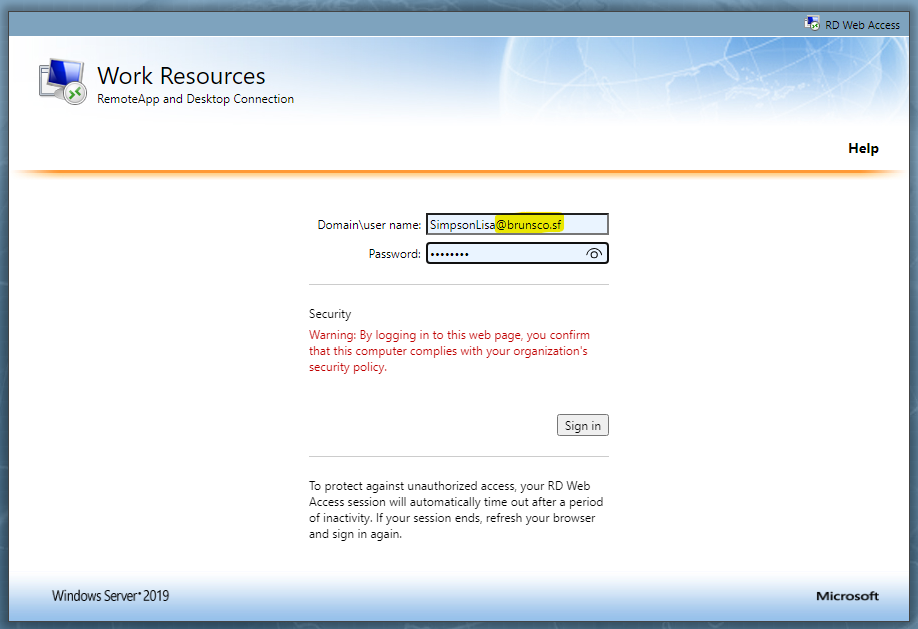 RD Web Access
Work Resources
RemoteApp and Desktop Connection
Help
Domain\user name: SimpsonLisa@brunsco.sf
Password: ••••••••
Security
Warning: By logging in to this web page, you confirm
that this computer complies with your organization's
security policy.
Sign in
To protect against unauthorized access, your RD Web
Access session will automatically time out after a period
of inactivity. If your session ends, refresh your browser
and sign in again.
Windows Server® 2019
Microsoft